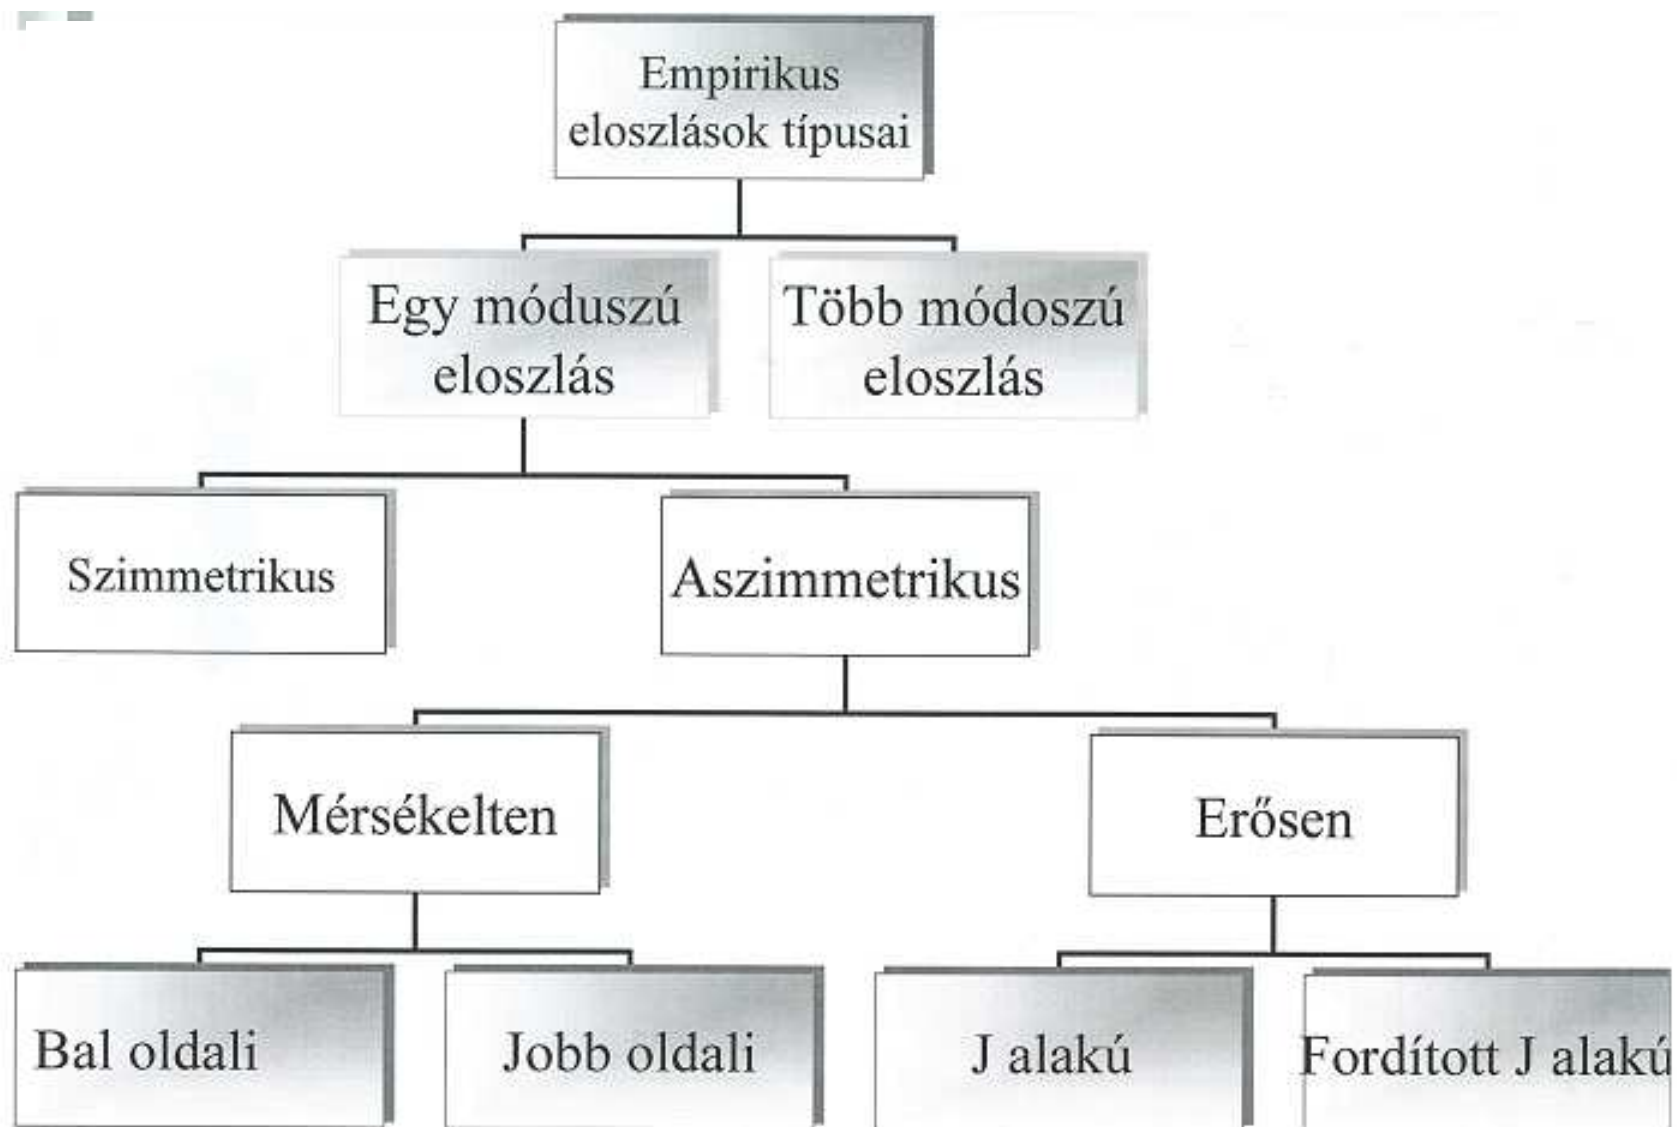 Empirikus
eloszlások típusai
Egy móduszú
eloszlás
Több módoszú
eloszlás
Szimmetrikus
Aszimmetrikus
Mérsékelten
Erősen
Bal oldali
Jobb oldali
J alakú
Fordított J alakú